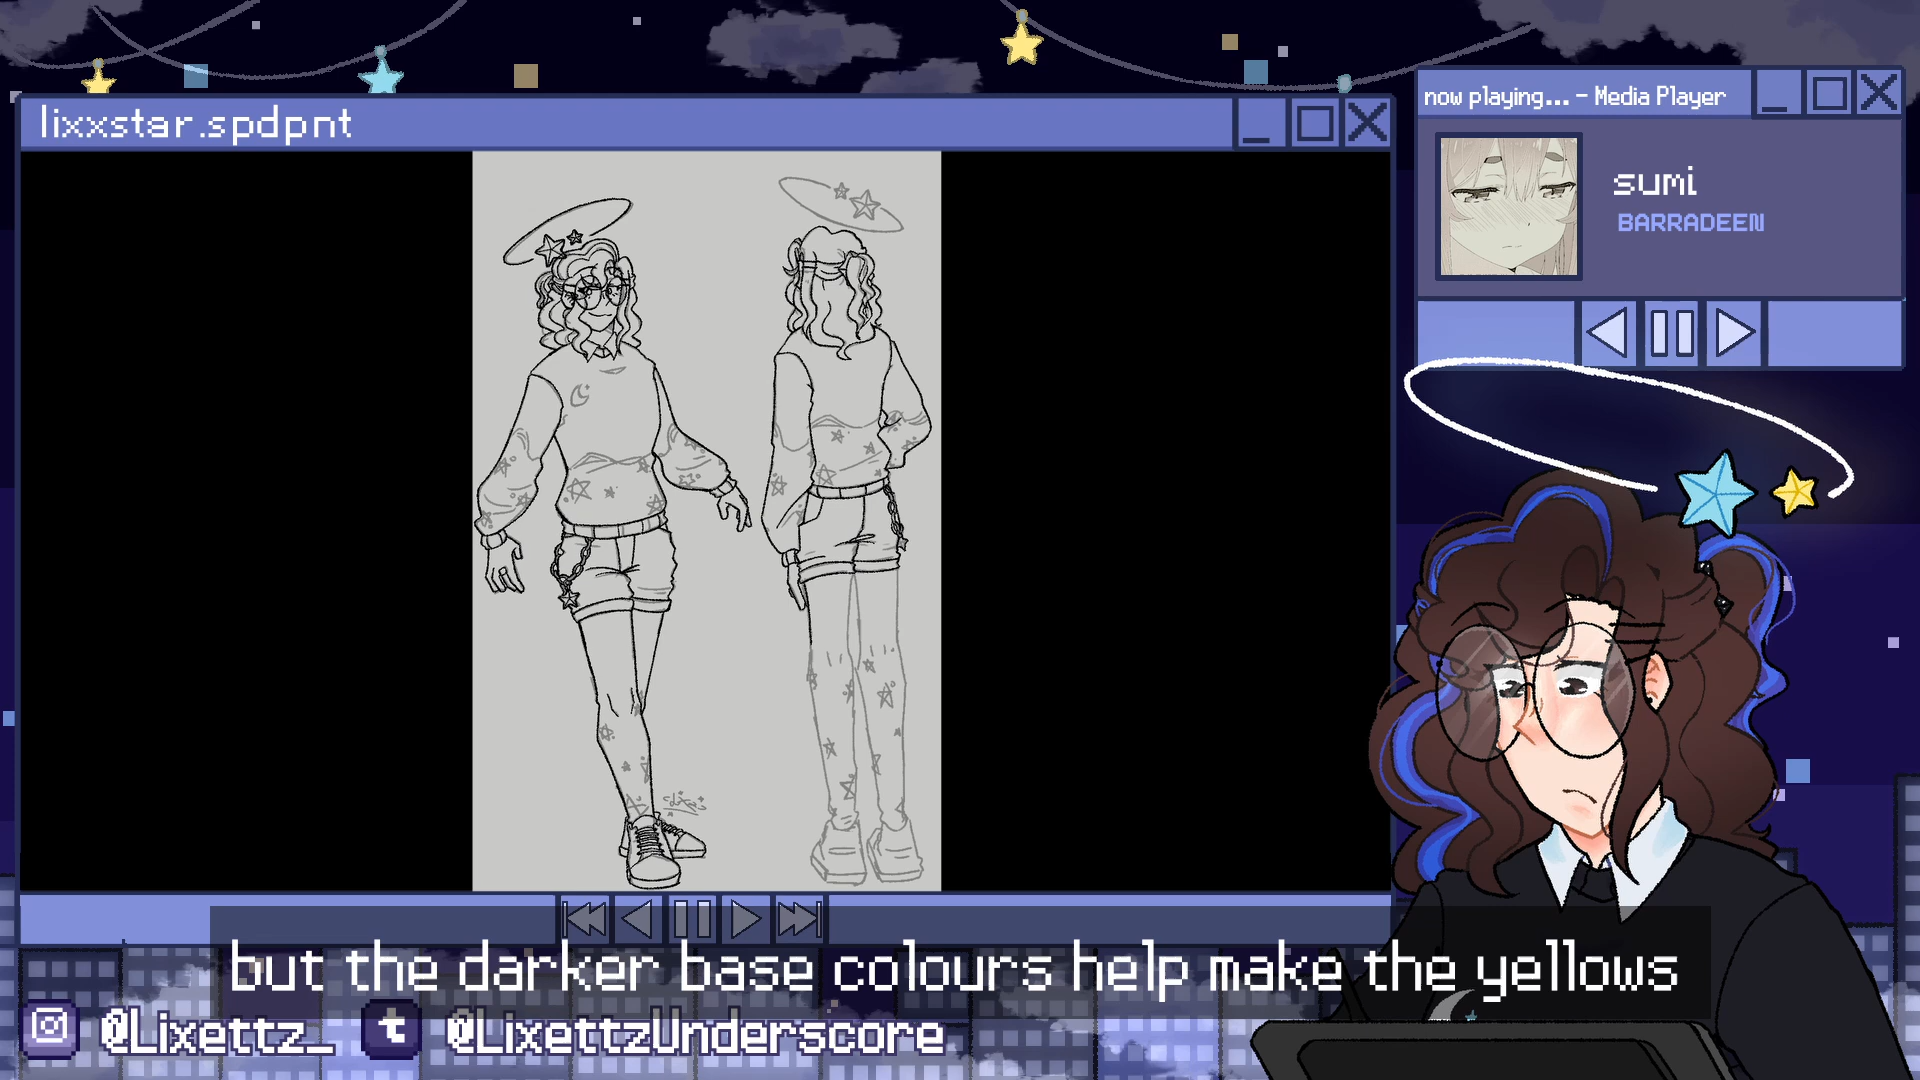 lixxstar.spdpnt
now playing... - Media Player
sumi
BARRADEEN
but the darker base colours help make the yellows
@Lixettz_
t @LixettzUnderscore